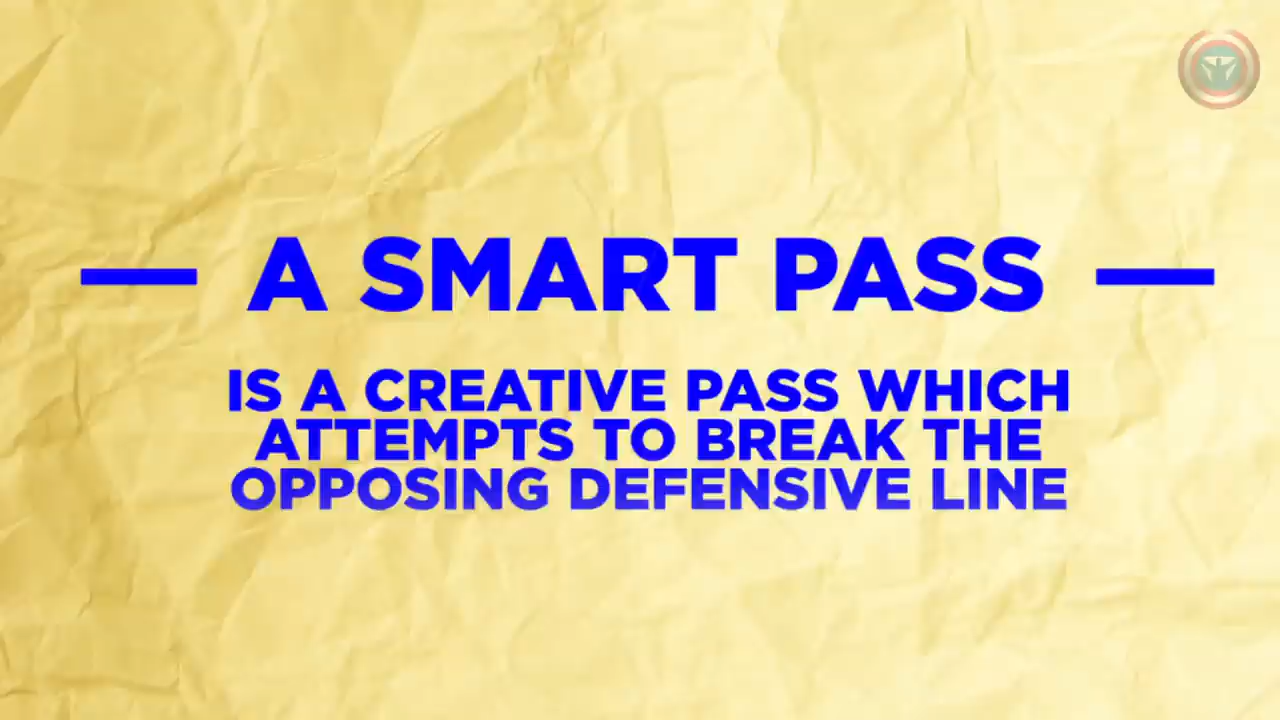 A SMART PASS
IS A CREATIVE PASS WHICH
ATTEMPTS TO BREAK THE
OPPOSING DEFENSIVE LINE